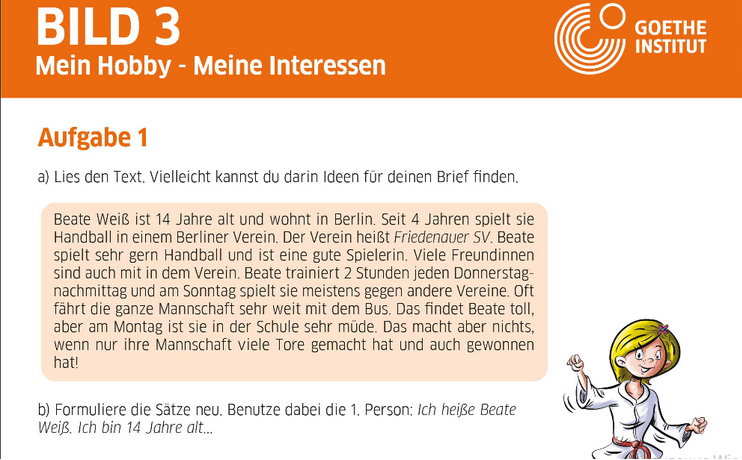 BILD 3
Mein Hobby - Meine Interessen
GOETHE
INSTITUT
Aufgabe 1
a) Lies den Text. Vielleicht kannst du darin Ideen für deinen Brief finden.
Beate Weiß ist 14 Jahre alt und wohnt in Berlin. Seit 4 Jahren spielt sie
Handball in einem Berliner Verein. Der Verein heißt Friedenauer SV. Beate
spielt sehr gern Handball und ist eine gute Spielerin. Viele Freundinnen
sind auch mit in dem Verein. Beate trainiert 2 Stunden jeden Donnerstag-
nachmittag und am Sonntag spielt sie meistens gegen andere Vereine. Oft
fährt die ganze Mannschaft sehr weit mit dem Bus. Das findet Beate toll,
aber am Montag ist sie in der Schule sehr müde. Das macht aber nichts,
wenn nur ihre Mannschaft viele Tore gemacht hat und auch gewonnen
hat!
b) Formuliere die Sätze neu. Benutze dabei die 1. Person: Ich heiße Beate
Weiß. Ich bin 14 Jahre alt...